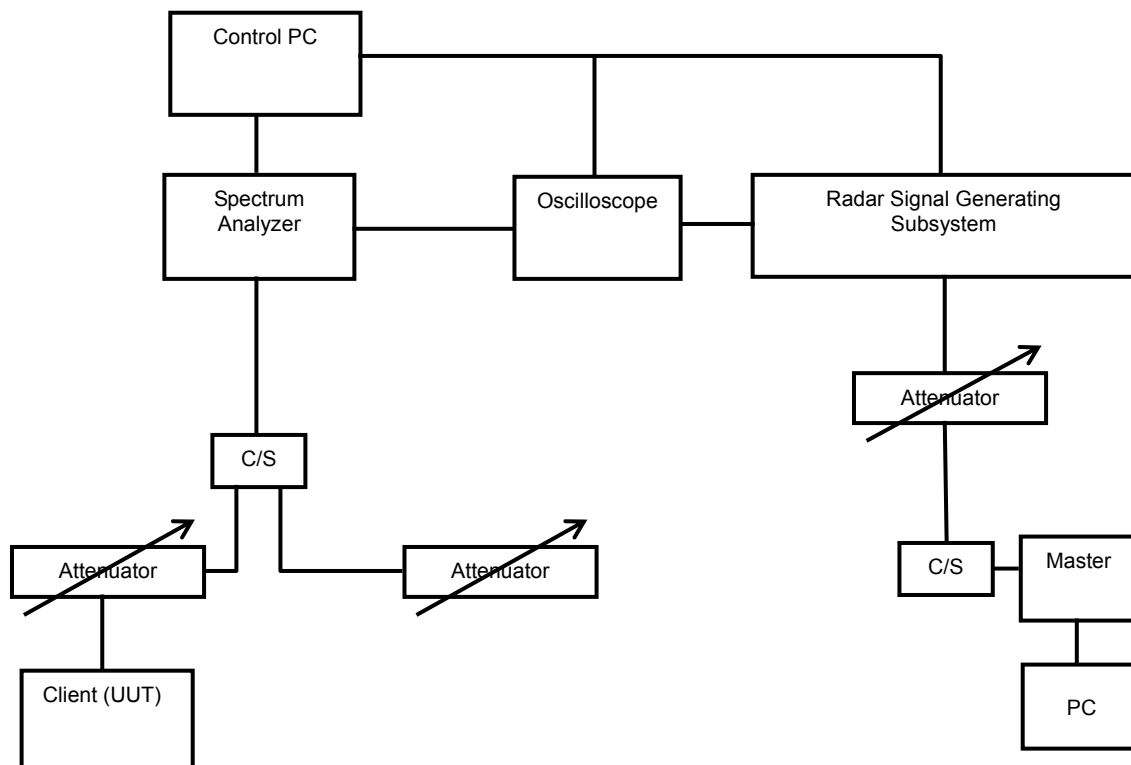 Control PC
Spectrum
Analyzer
Oscilloscope
Radar Signal Generating
Subsystem
Attenuator
C/S
Attenuator
Attenuator
C/S
Master
Client (UUT)
PC